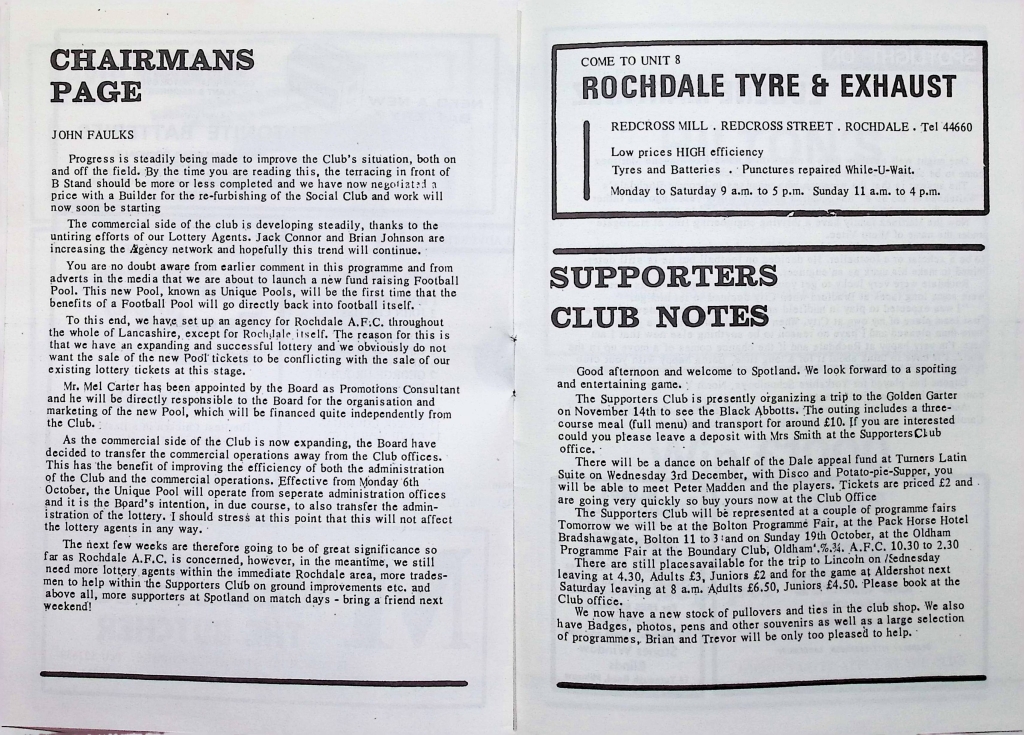 CHAIRMANS
PAGE
JOHN FAULKS
Progress is steadily being made to improve the Club's situation, both on
and off the field. By the time you are reading this, the terracing in front of
B Stand should be more or less completed and we have now negotiated a
price with a Builder for the re-furbishing of the Social Club and work will
now soon be starting
The commercial side of the club is developing steadily, thanks to the
untiring efforts of our Lottery Agents. Jack Connor and Brian Johnson are
increasing the Agency network and hopefully this trend will continue.
You are no doubt aware from earlier comment in this programme and from
adverts in the media that we are about to launch a new fund raising Football
Pool. This new Pool, known as Unique Pools, will be the first time that the
benefits of a Football Pool will go directly back into football itself.
To this end, we have set up an agency for Rochdale A.F.C. throughout
the whole of Lancashire, except for Rochdale itself. The reason for this is
that we have an expanding and successful lottery and we obviously do not
want the sale of the new Pool tickets to be conflicting with the sale of our
existing lottery tickets at this stage.
Mr. Mel Carter has been appointed by the Board as Promotions Consultant
and he will be directly responsible to the Board for the organisation and
marketing of the new Pool, which will be financed quite independently from
the Club.
As the commercial side of the Club is now expanding, the Board have
decided to transfer the commercial operations away from the Club offices.
This has the benefit of improving the efficiency of both the administration
of the Club and the commercial operations. Effective from Monday 6th
October, the Unique Pool will operate from seperate administration offices
and it is the Board's intention, in due course, to also transfer the admin-
istration of the lottery. I should stress at this point that this will not affect
the lottery agents in any way.
The next few weeks are therefore going to be of great significance so
far as Rochdale A.F.C. is concerned, however, in the meantime, we still
need more lottery agents within the immediate Rochdale area, more trades-
men to help within the Supporters Club on ground improvements etc. and
above all, more supporters at Spotland on match days - bring a friend next
weekend!
COME TO UNIT 8
ROCHDALE TYRE & EXHAUST
REDCROSS MILL . REDCROSS STREET . ROCHDALE . Tel 44660
Low prices HIGH efficiency
Tyres and Batteries . Punctures repaired While-U-Wait.
Monday to Saturday 9 a.m. to 5 p.m. Sunday 11 a.m. to 4 p.m.
SUPPORTERS
CLUB NOTES
Good afternoon and welcome to Spotland. We look forward to a sporting
and entertaining game.
The Supporters Club is presently organizing a trip to the Golden Garter
on November 14th to see the Black Abbotts. The outing includes a three-
course meal (full menu) and transport for around £10. If you are interested
could you please leave a deposit with Mrs Smith at the Supporters Club
office.
There will be a dance on behalf of the Dale appeal fund at Turners Latin
Suite on Wednesday 3rd December, with Disco and Potato-pie-Supper, you
will be able to meet Peter Madden and the players. Tickets are priced £2 and
are going very quickly so buy yours now at the Club Office
The Supporters Club will be represented at a couple of programme fairs
Tomorrow we will be at the Bolton Programme Fair, at the Pack Horse Hotel
Bradshawgate, Bolton 11 to 3 and on Sunday 19th October, at the Oldham
Programme Fair at the Boundary Club, Oldham A.F.C. 10.30 to 2.30
There are still places available for the trip to Lincoln on Wednesday
leaving at 4.30, Adults £3, Juniors £2 and for the game at Aldershot next
Saturday leaving at 8 a.m. Adults £6.50, Juniors £4.50. Please book at the
Club office.
We now have a new stock of pullovers and ties in the club shop. We also
have Badges, photos, pens and other souvenirs as well as a large selection
of programmes, Brian and Trevor will be only too pleased to help.